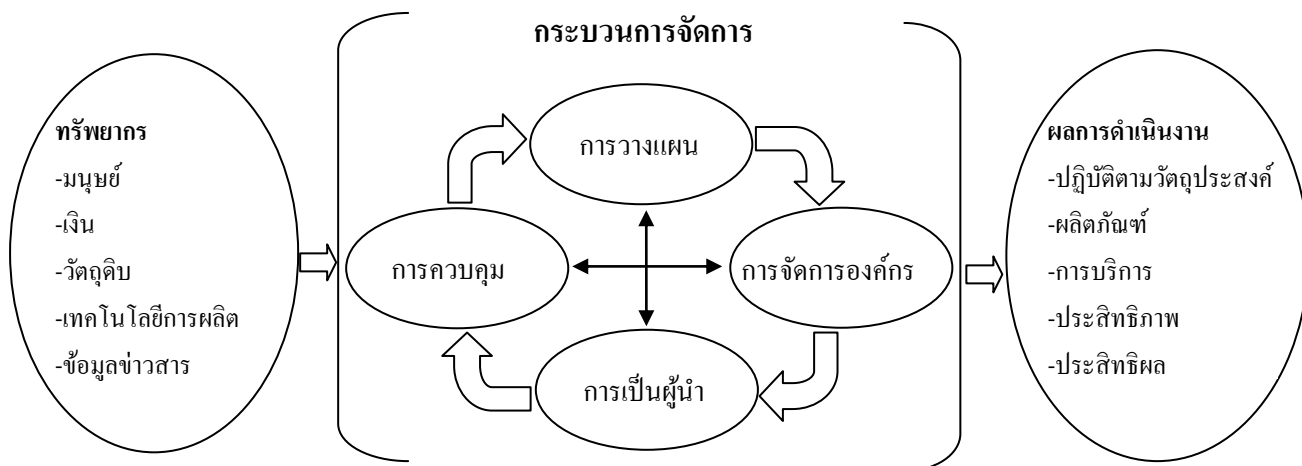 กระบวนการจัดการ
ทรัพยากร
-มนุษย์
-เงิน
-วัตถุดิบ
-เทคโนโลยีการผลิต
-ข้อมูลข่าวสาร
การวางแผน
การควบคุม
การจัดการองค์กร
การเป็นผู้นำ
ผลการดำเนินงาน
-ปฏิบัติตามวัตถุประสงค์
-ผลิตภัณฑ์
-การบริการ
-ประสิทธิภาพ
-ประสิทธิผล